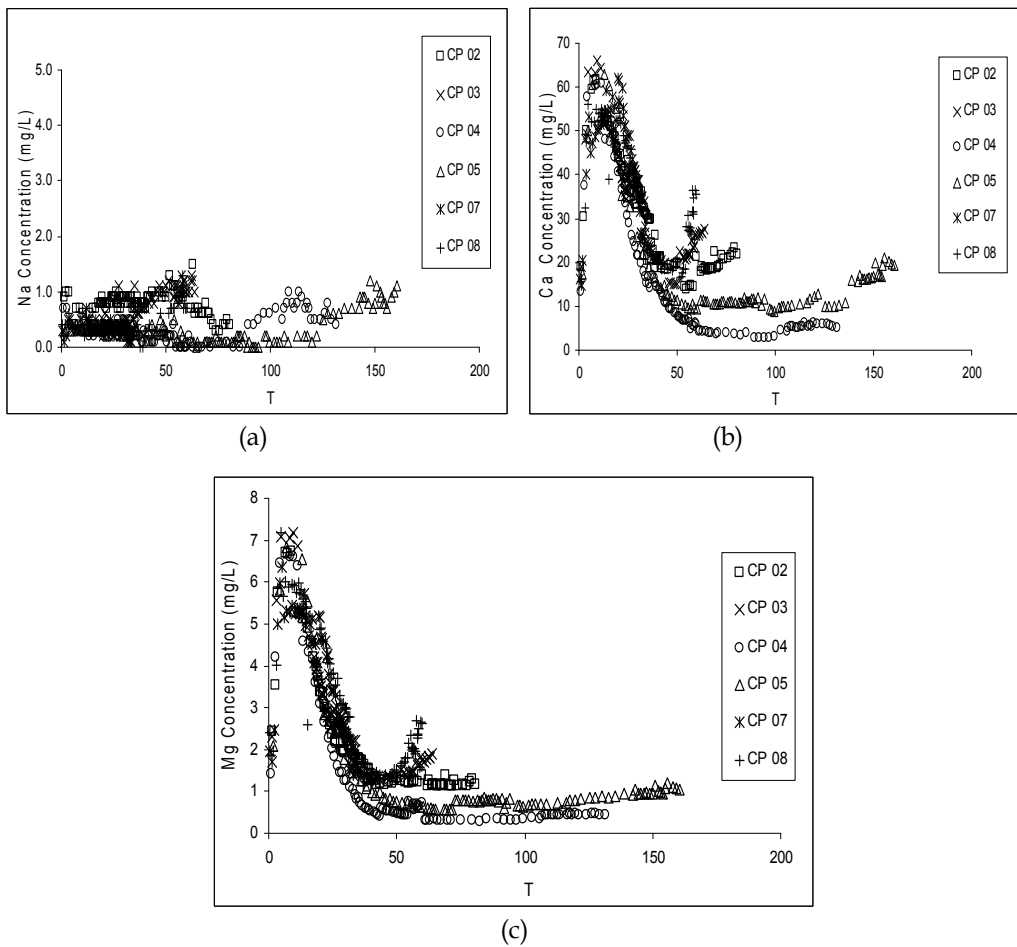 Na Concentration (mg/L)
5.0
4.0
3.0
2.0
1.0
0.0
0 50 100 150 200
T
CP 02
CP 03
CP 04
CP 05
CP 07
CP 08
(a)
Ca Concentration (mg/L)
70
60
50
40
30
20
10
0
0 50 100 150 200
T
CP 02
CP 03
CP 04
CP 05
CP 07
CP 08
(b)
Mg Concentration (mg/L)
8
7
6
5
4
3
2
1
0
0 50 100 150 200
T
CP 02
CP 03
CP 04
CP 05
CP 07
CP 08
(c)